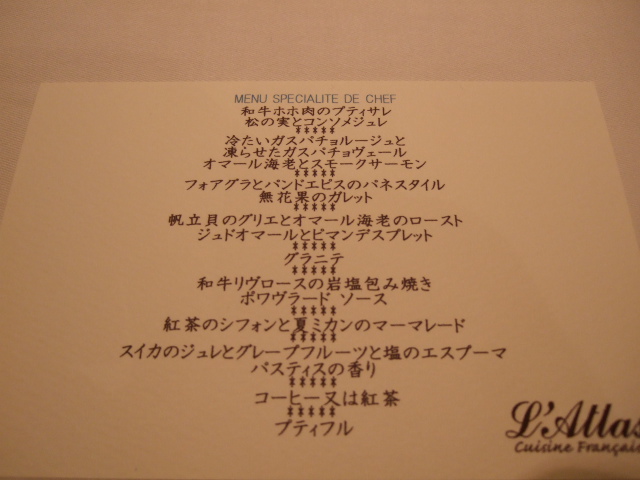 MENU SPECIALITE DE CHEF
和牛ホホ肉のプティサレ
松の実とコンソメジュレ
*****
冷たいガスパチョルージュと
凍らせたガスパチョヴェール
オマール海老とスモークサーモン
*****
フォアグラとパンドエピスのパネスタイル
無花果のガレット
*****
帆立貝のグリエとオマール海老のロースト
ジュドオマールとピマンデスプレット
*****
グラニテ
*****
和牛リヴロースの岩塩包み焼き
ポワヴラード ソース
*****
紅茶のシフォンと夏ミカンのマーマレード
*****
スイカのジュレとグレープフルーツと塩のエスプーマ
パスティスの香り
*****
コーヒー又は紅茶
*****
プティフル
L'Atlas
Cuisine Française